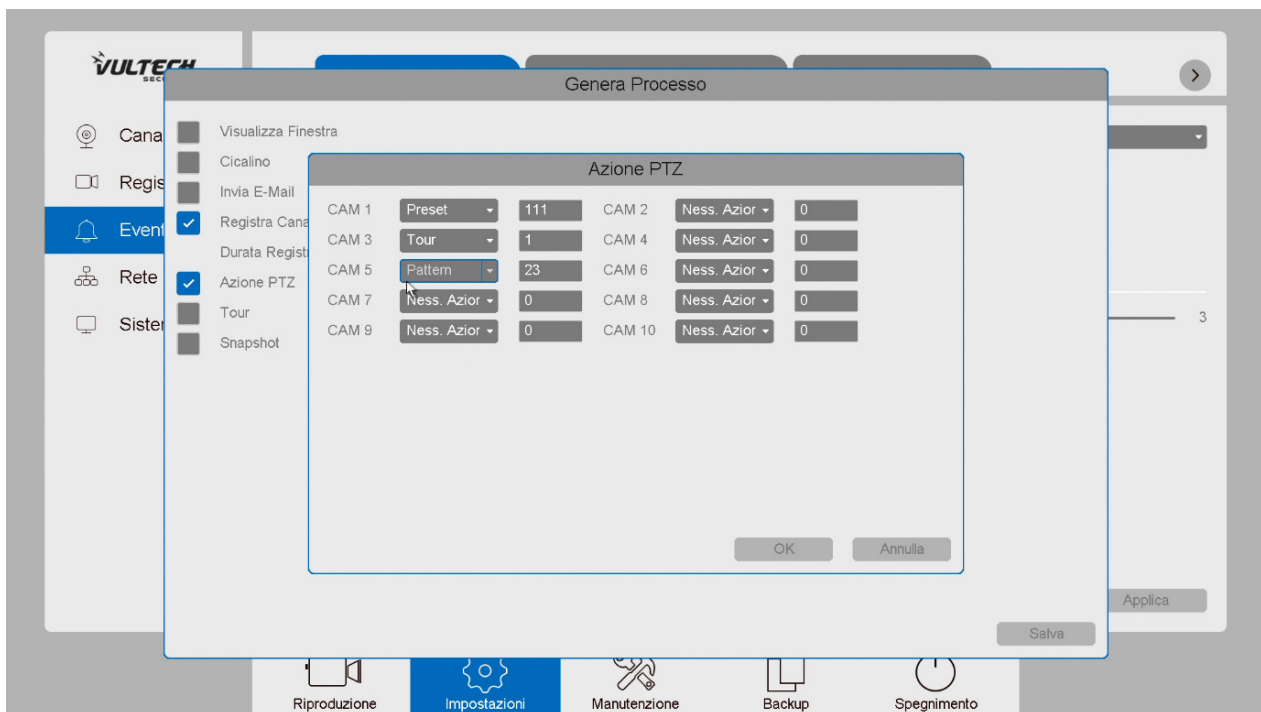 VULTECH
SECU
Genera Processo
Cana
Regis
Event
Rete
Sister
Visualizza Finestra
Cicalino
Invia E-Mail
Registra Cana
Durata Registr
Azione PTZ
Tour
Snapshot
Azione PTZ
CAM 1 Preset 111 CAM 2 Ness. Azior 0
CAM 3 Tour 1 CAM 4 Ness. Azior 0
CAM 5 Pattern 23 CAM 6 Ness. Azior 0
CAM 7 Ness. Azior 0 CAM 8 Ness. Azior 0
CAM 9 Ness. Azior 0 CAM 10 Ness. Azior 0
OK Annulla
3
Applica
Salva
Riproduzione Impostazioni Manutenzione Backup Spegnimento